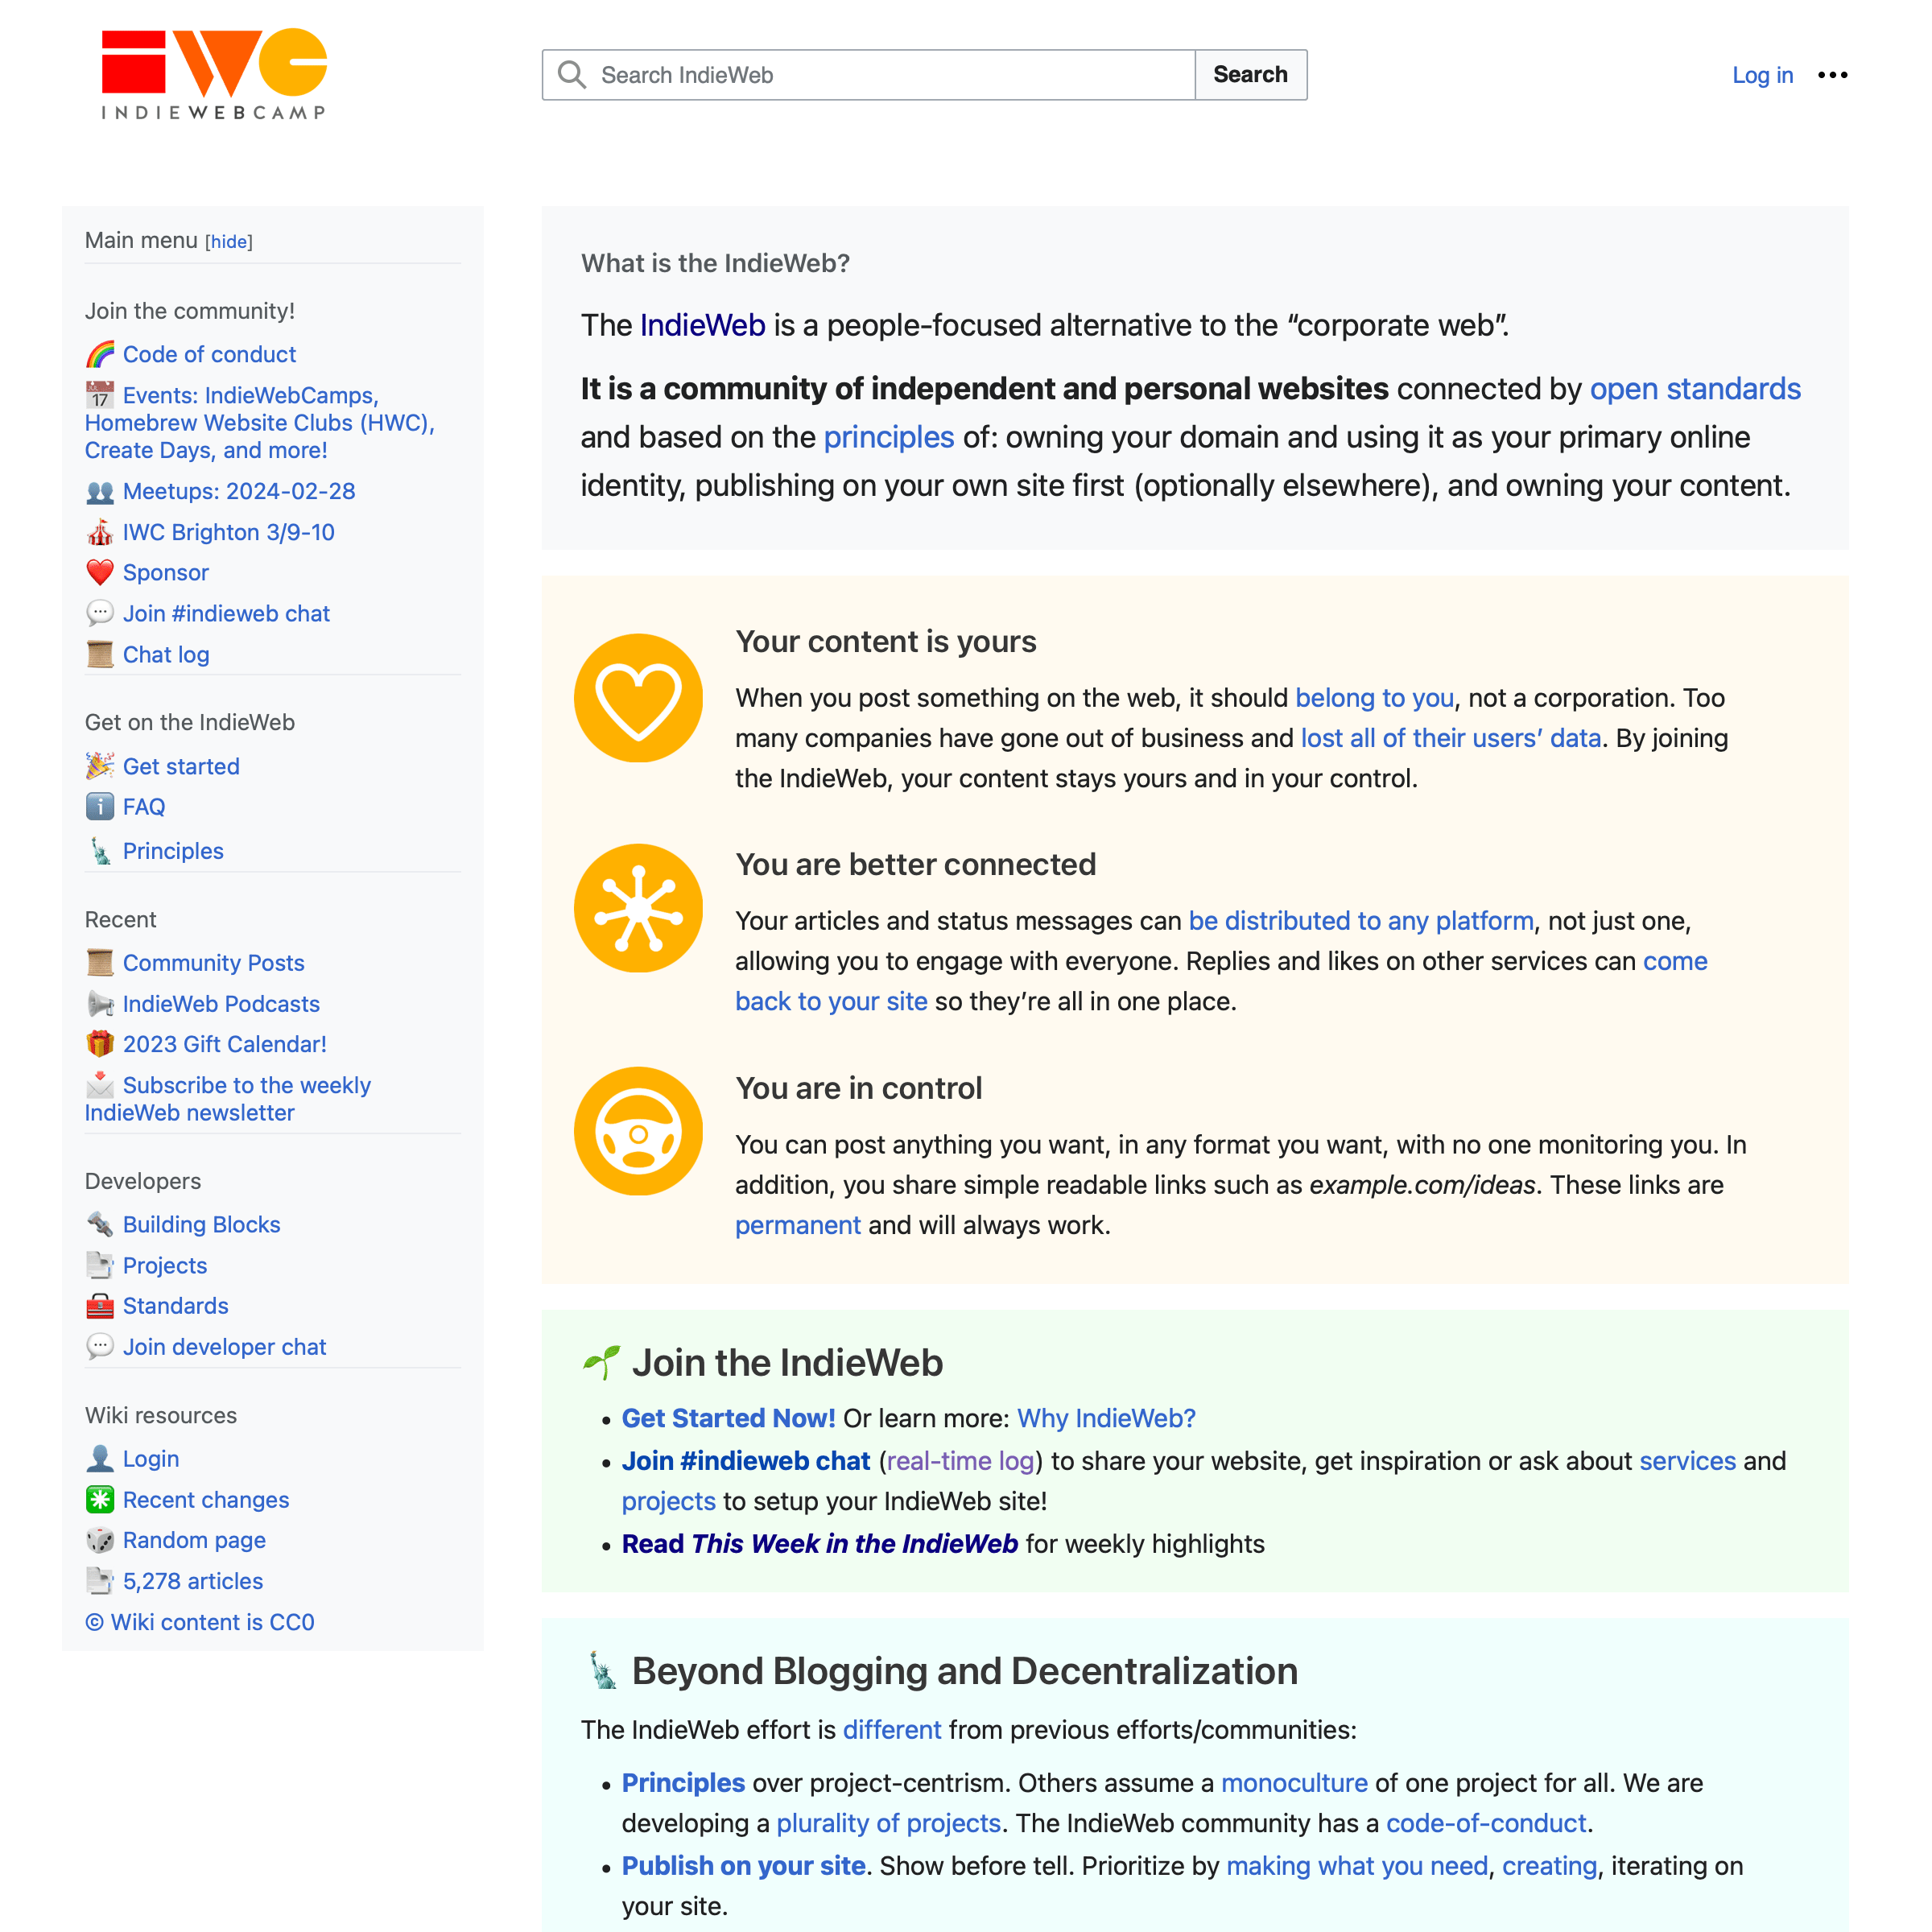 INDIEWEBCAMP
Search IndieWeb
Search
Log in
Main menu [hide]
Join the community!
Code of conduct
17 Events: IndieWebCamps,
Homebrew Website Clubs (HWC),
Create Days, and more!
Meetups: 2024-02-28
IWC Brighton 3/9-10
Sponsor
Join #indieweb chat
Chat log
Get on the IndieWeb
Get started
FAQ
Principles
Recent
Community Posts
IndieWeb Podcasts
2023 Gift Calendar!
Subscribe to the weekly
IndieWeb newsletter
Developers
Building Blocks
Projects
Standards
Join developer chat
Wiki resources
Login
Recent changes
Random page
5,278 articles
© Wiki content is CC0
What is the IndieWeb?
The IndieWeb is a people-focused alternative to the “corporate web”.
It is a community of independent and personal websites connected by open standards
and based on the principles of: owning your domain and using it as your primary online
identity, publishing on your own site first (optionally elsewhere), and owning your content.
Your content is yours
When you post something on the web, it should belong to you, not a corporation. Too
many companies have gone out of business and lost all of their users’ data. By joining
the IndieWeb, your content stays yours and in your control.
You are better connected
Your articles and status messages can be distributed to any platform, not just one,
allowing you to engage with everyone. Replies and likes on other services can come
back to your site so they’re all in one place.
You are in control
You can post anything you want, in any format you want, with no one monitoring you. In
addition, you share simple readable links such as example.com/ideas. These links are
permanent and will always work.
Join the IndieWeb
• Get Started Now! Or learn more: Why IndieWeb?
• Join #indieweb chat (real-time log) to share your website, get inspiration or ask about services and
projects to setup your IndieWeb site!
• Read This Week in the IndieWeb for weekly highlights
Beyond Blogging and Decentralization
The IndieWeb effort is different from previous efforts/communities:
• Principles over project-centrism. Others assume a monoculture of one project for all. We are
developing a plurality of projects. The IndieWeb community has a code-of-conduct.
• Publish on your site. Show before tell. Prioritize by making what you need, creating, iterating on
your site.